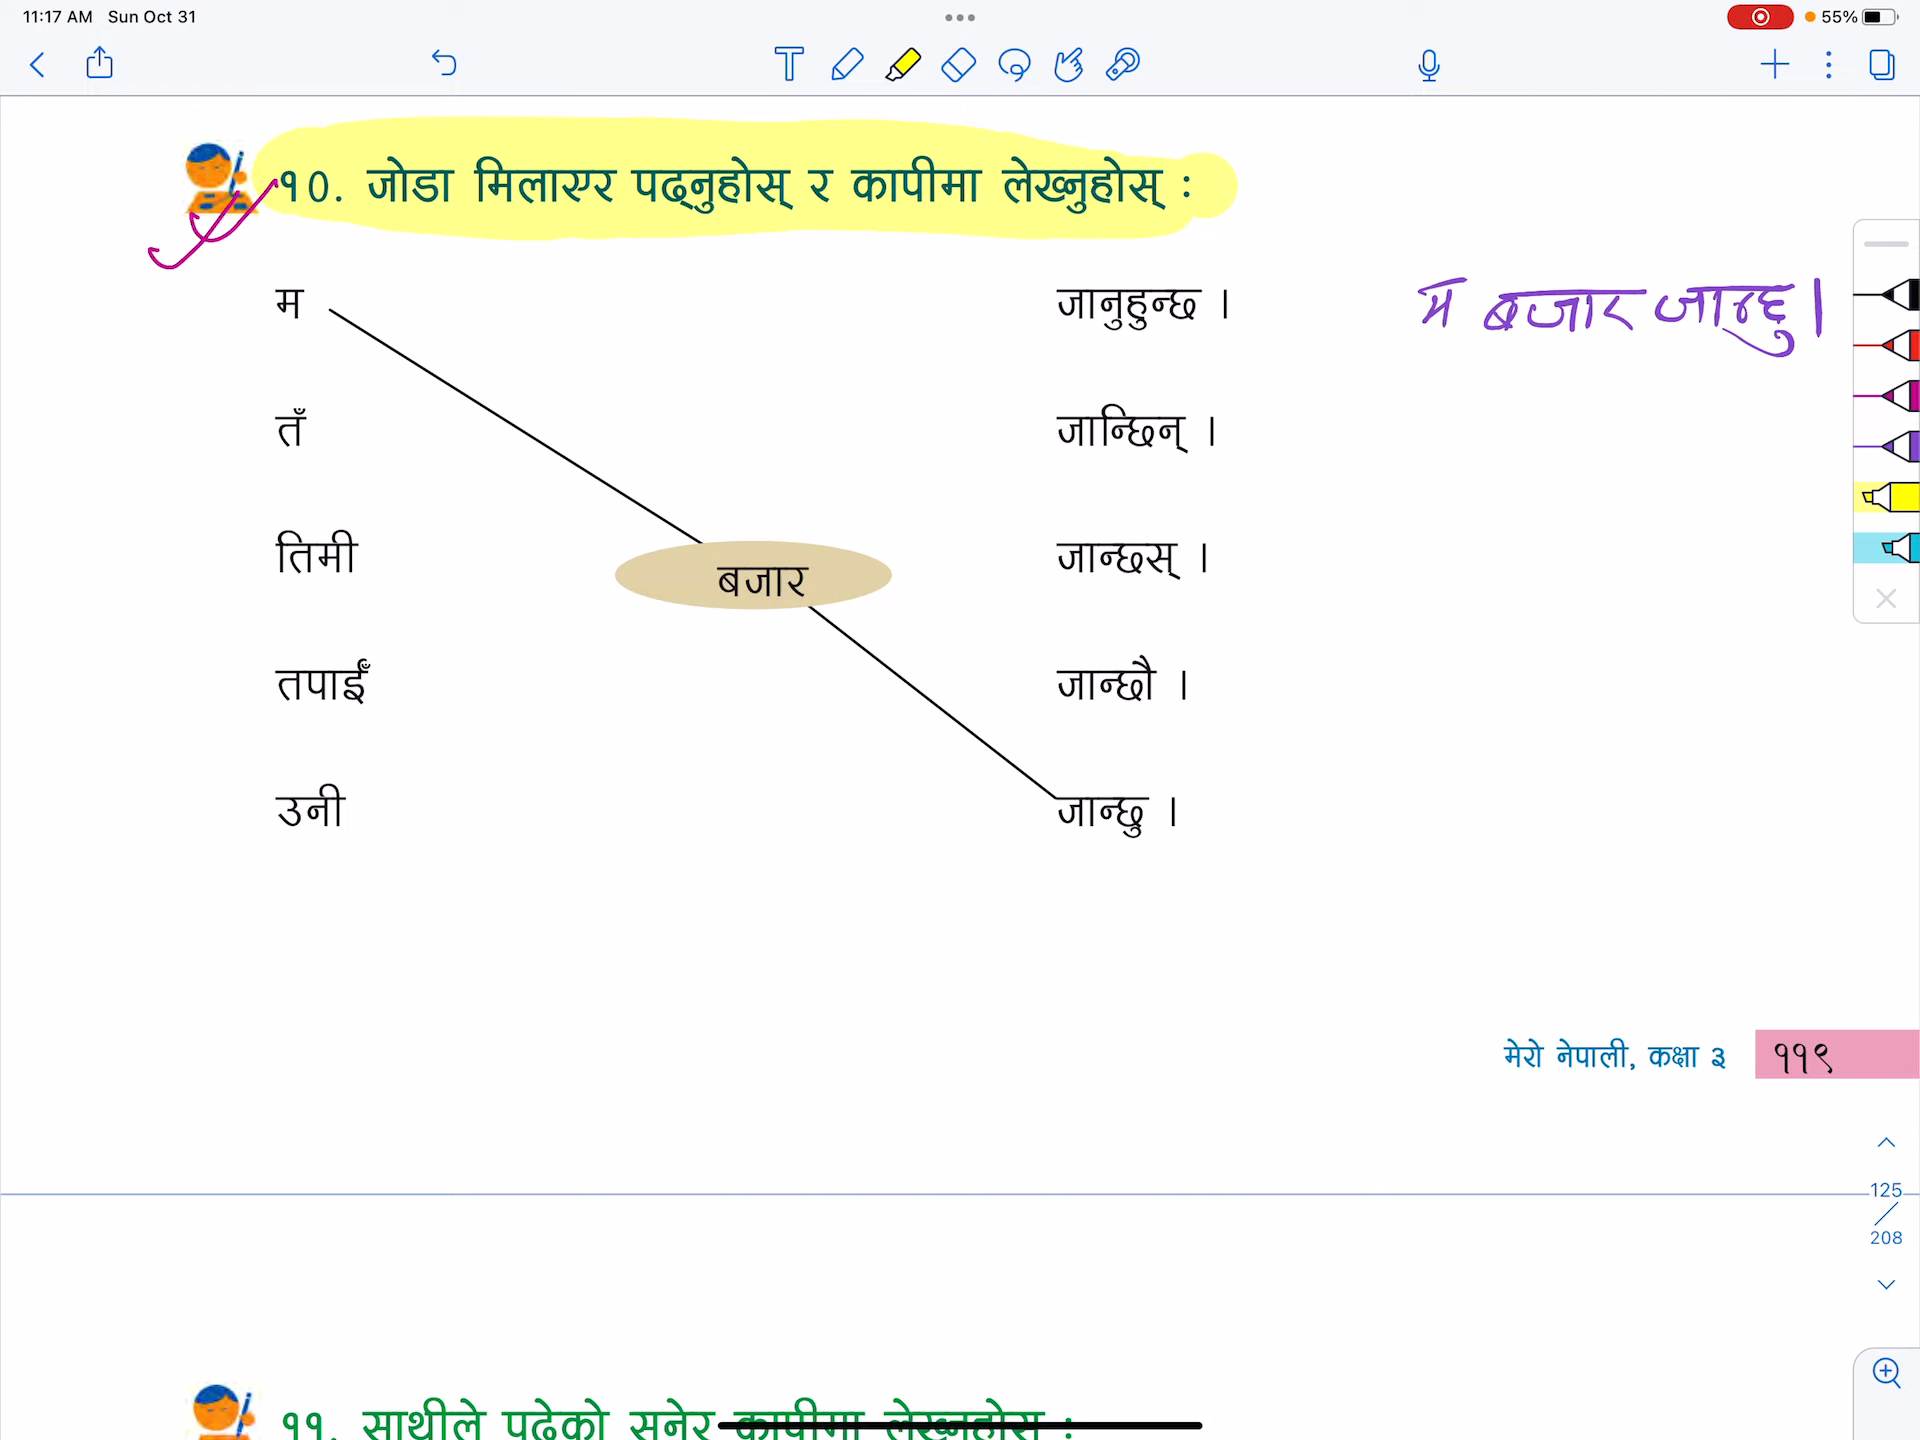 11:17 AM Sun Oct 31
55%
१०. जोडा मिलाएर पढ्नुहोस् र कापीमा लेख्नुहोस् :
म जानुहुन्छ । म बजार जान्छु।
तँ जान्छिन् ।
तिमी जान्छस् ।
बजार
तपाईँ जान्छौ ।
उनी जान्छु ।
मेरो नेपाली, कक्षा ३ ११९
125
208
११. साथीले पढेको सुनेर कापीमा लेख्नुहोस् :